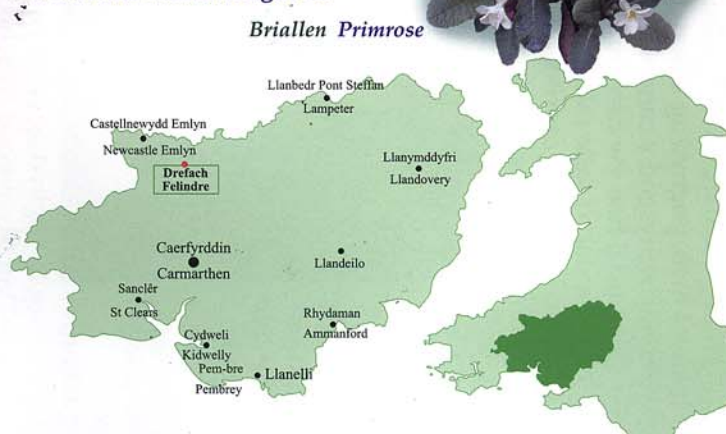 Briallen Primrose
Llanbedr Pont Steffan
Lampeter
Castellnewydd Emlyn
Newcastle Emlyn
Drefach
Felindre
Llanymddyfri
Llandovery
Caerfyrddin
Carmarthen
Llandeilo
Sanclêr
St Clears
Rhydaman
Ammanford
Cydweli
Kidwelly
Pem-bre
Pembrey
Llanelli